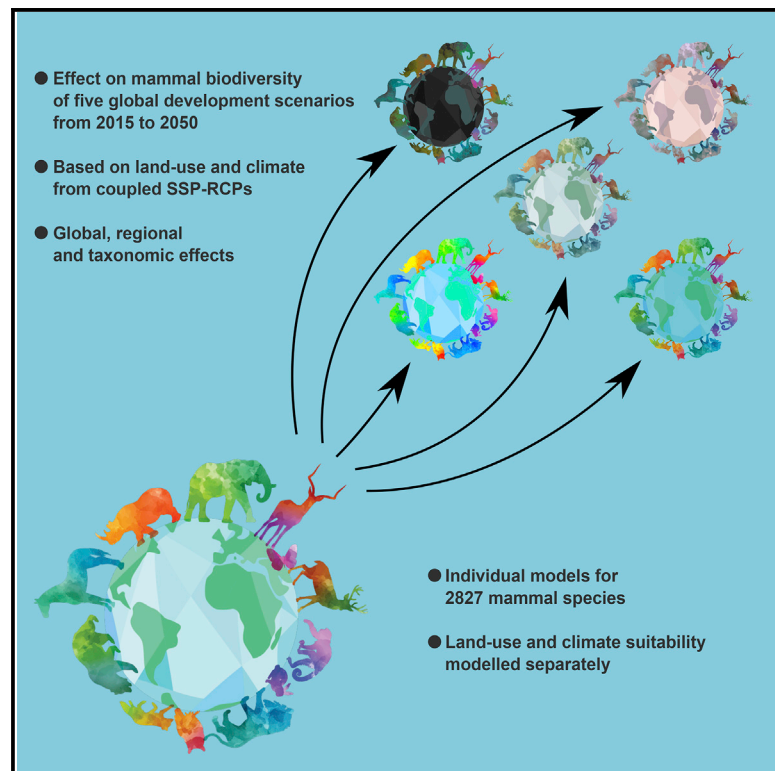 ● Effect on mammal biodiversity
of five global development scenarios
from 2015 to 2050
● Based on land-use and climate
from coupled SSP-RCPs
● Global, regional
and taxonomic effects
● Individual models for
2827 mammal species
● Land-use and climate suitability
modelled separately